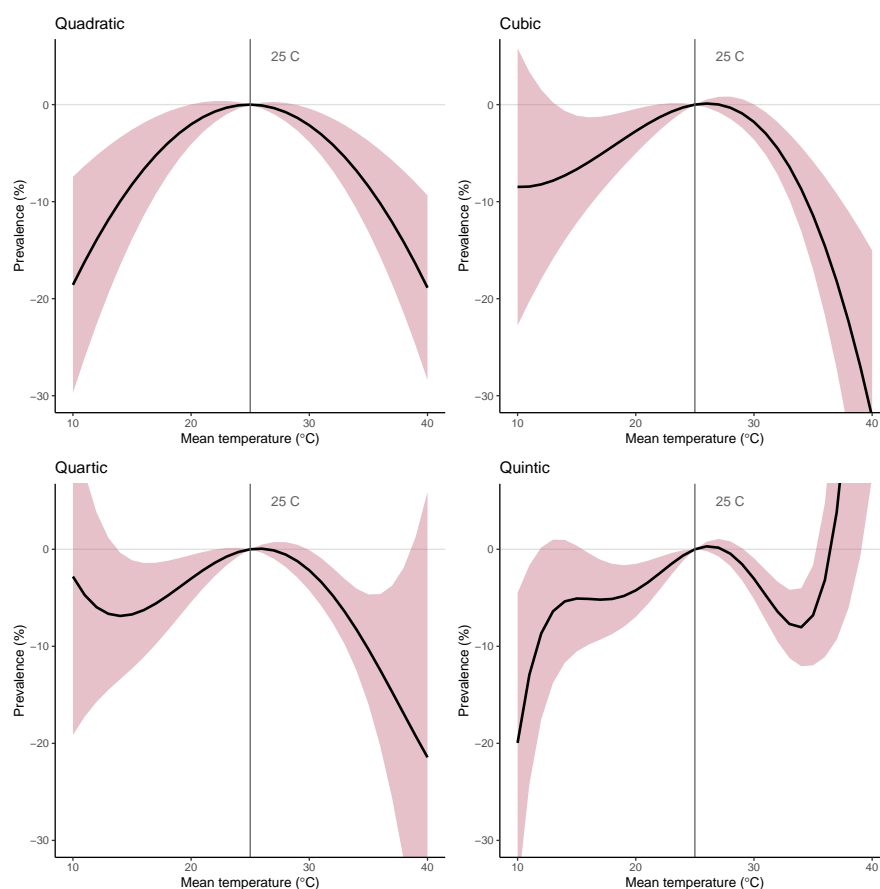 Quadratic
25 C
0
−10
−20
−30
Prevalence (%)
10
20
30
40
Mean temperature (°C)
Cubic
25 C
0
−10
−20
−30
Prevalence (%)
10
20
30
40
Mean temperature (°C)
Quartic
25 C
0
−10
−20
−30
Prevalence (%)
10
20
30
40
Mean temperature (°C)
Quintic
25 C
0
−10
−20
−30
Prevalence (%)
10
20
30
40
Mean temperature (°C)